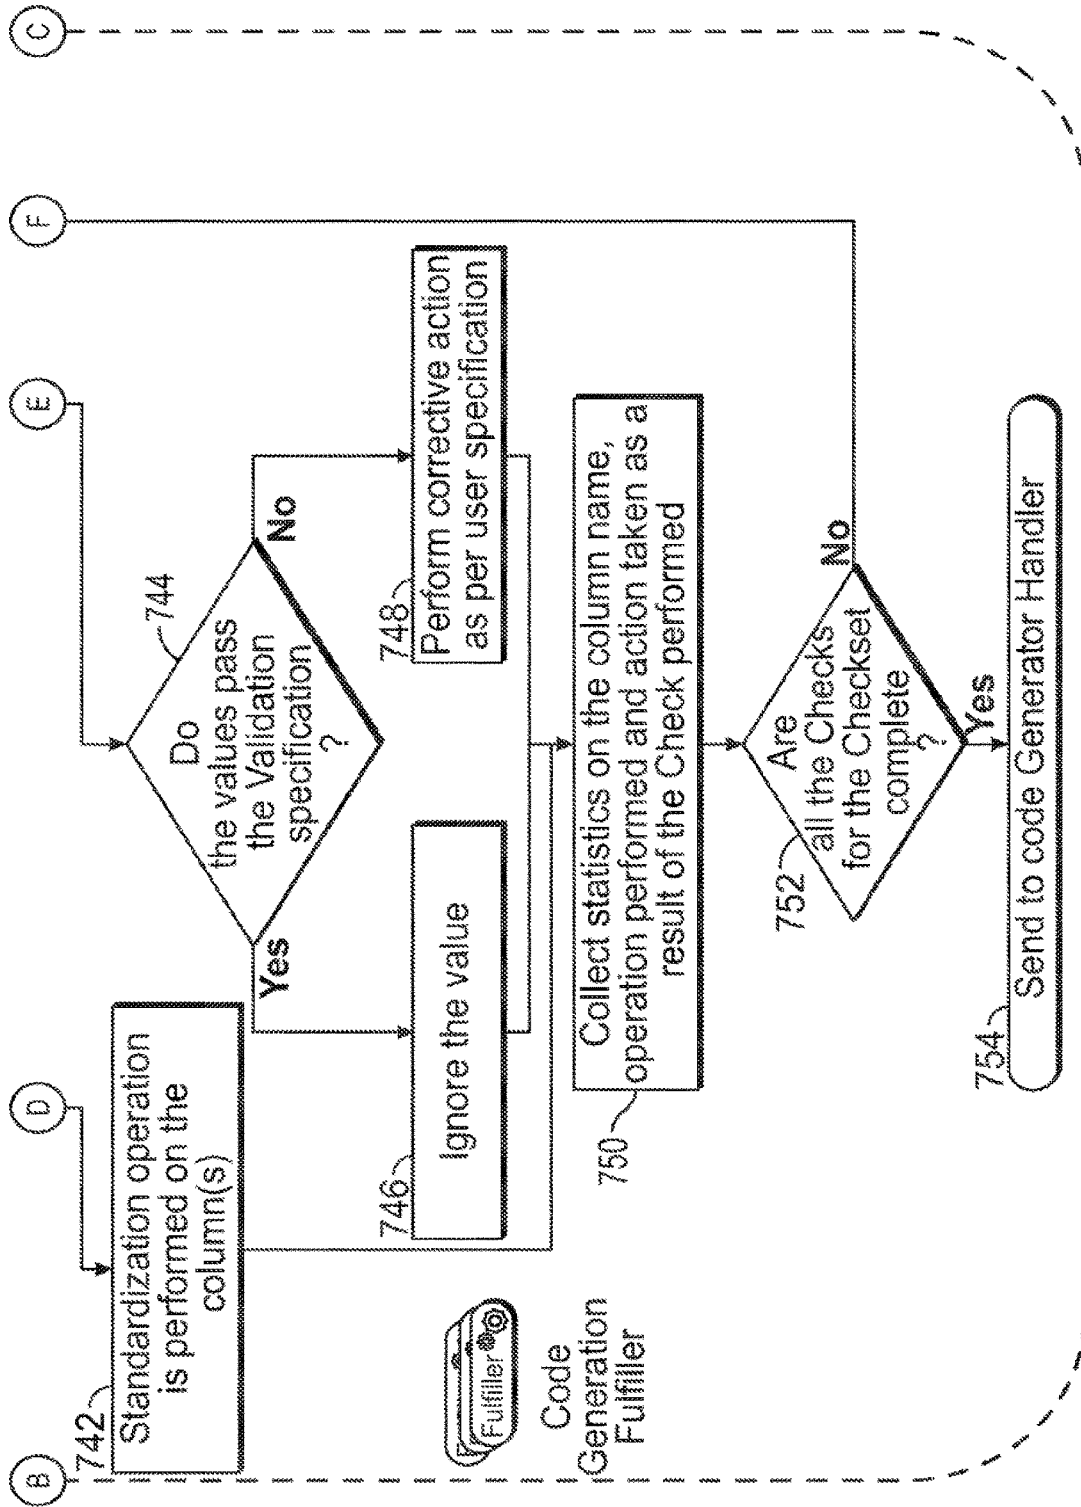 B
D
E
F
C
742
Standardization operation
is performed on the
column(s)
744
Do
the values pass
the Validation
specification
?
Yes
No
746
Ignore the value
748
Perform corrective action
as per user specification
Fulfiller
Code
Generation
Fulfiller
750
Collect statistics on the column name,
operation performed and action taken as a
result of the Check performed
752
Are
all the Checks
for the Checkset
complete
?
No
Yes
754
Send to code Generator Handler